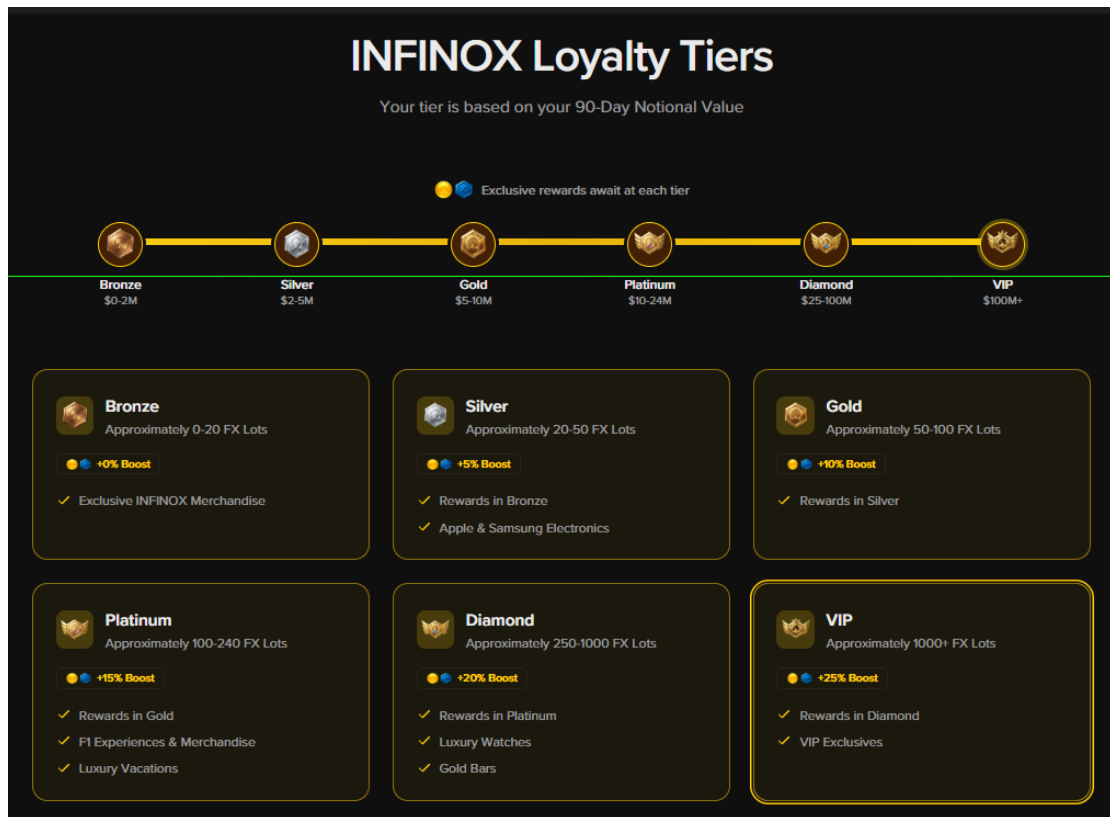 INFINOX Loyalty Tiers
Your tier is based on your 90-Day Notional Value
Exclusive rewards await at each tier
Bronze
$0-2M
Silver
$2-5M
Gold
$5-10M
Platinum
$10-24M
Diamond
$25-100M
VIP
$100M+
Bronze
Approximately 0-20 FX Lots
+0% Boost
Exclusive INFINOX Merchandise
Silver
Approximately 20-50 FX Lots
+5% Boost
Rewards in Bronze
Apple & Samsung Electronics
Gold
Approximately 50-100 FX Lots
+10% Boost
Rewards in Silver
Platinum
Approximately 100-240 FX Lots
+15% Boost
Rewards in Gold
F1 Experiences & Merchandise
Luxury Vacations
Diamond
Approximately 250-1000 FX Lots
+20% Boost
Rewards in Platinum
Luxury Watches
Gold Bars
VIP
Approximately 1000+ FX Lots
+25% Boost
Rewards in Diamond
VIP Exclusives